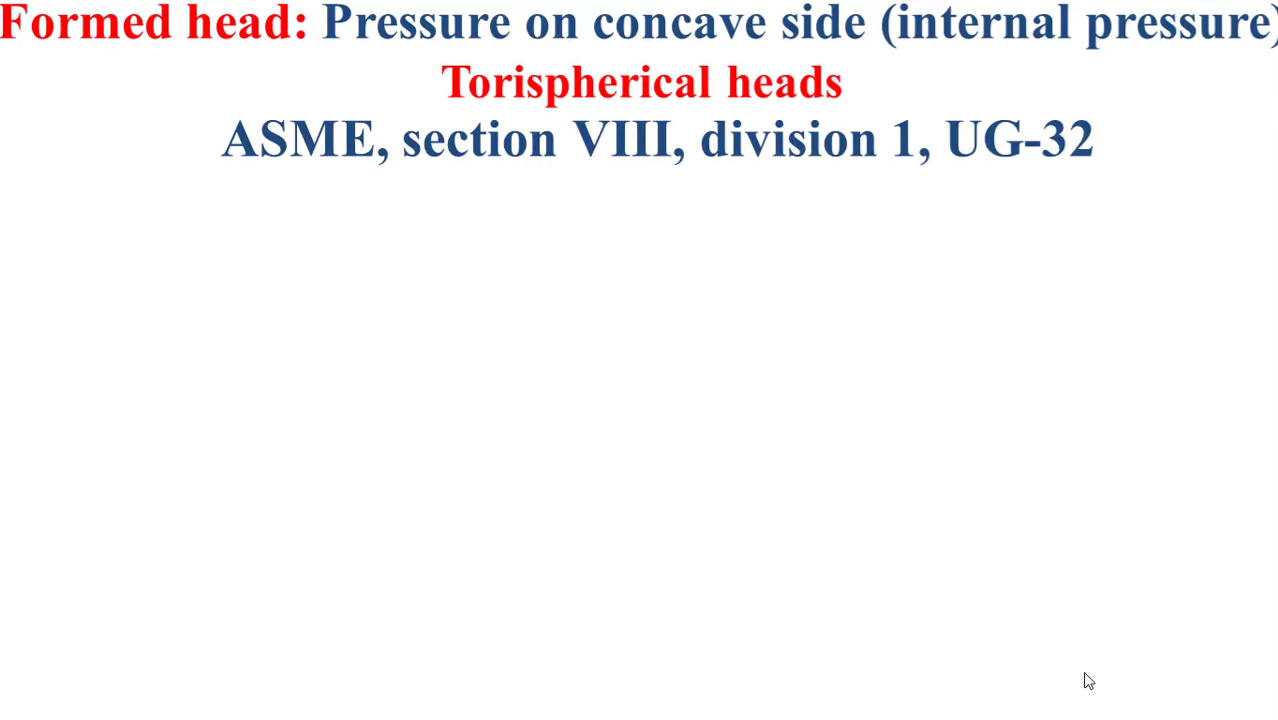 Formed head: Pressure on concave side (internal pressure)
Torispherical heads
ASME, section VIII, division 1, UG-32